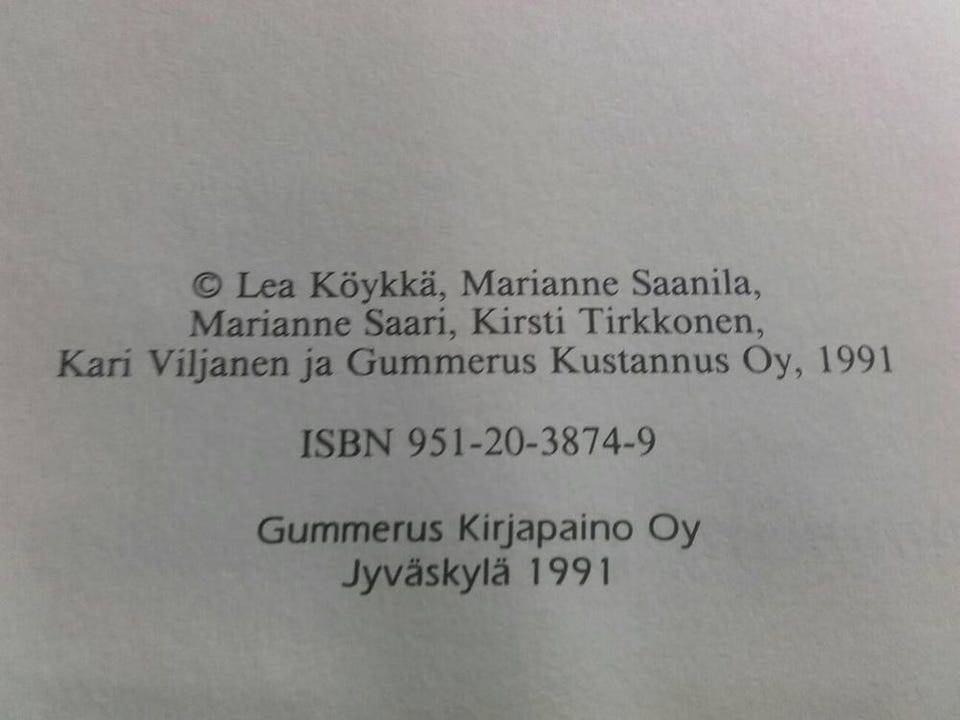 © Lea Köykkä, Marianne Saanila,
Marianne Saari, Kirsti Tirkkonen,
Kari Viljanen ja Gummerus Kustannus Oy, 1991
ISBN 951-20-3874-9
Gummerus Kirjapaino Oy
Jyväskylä 1991